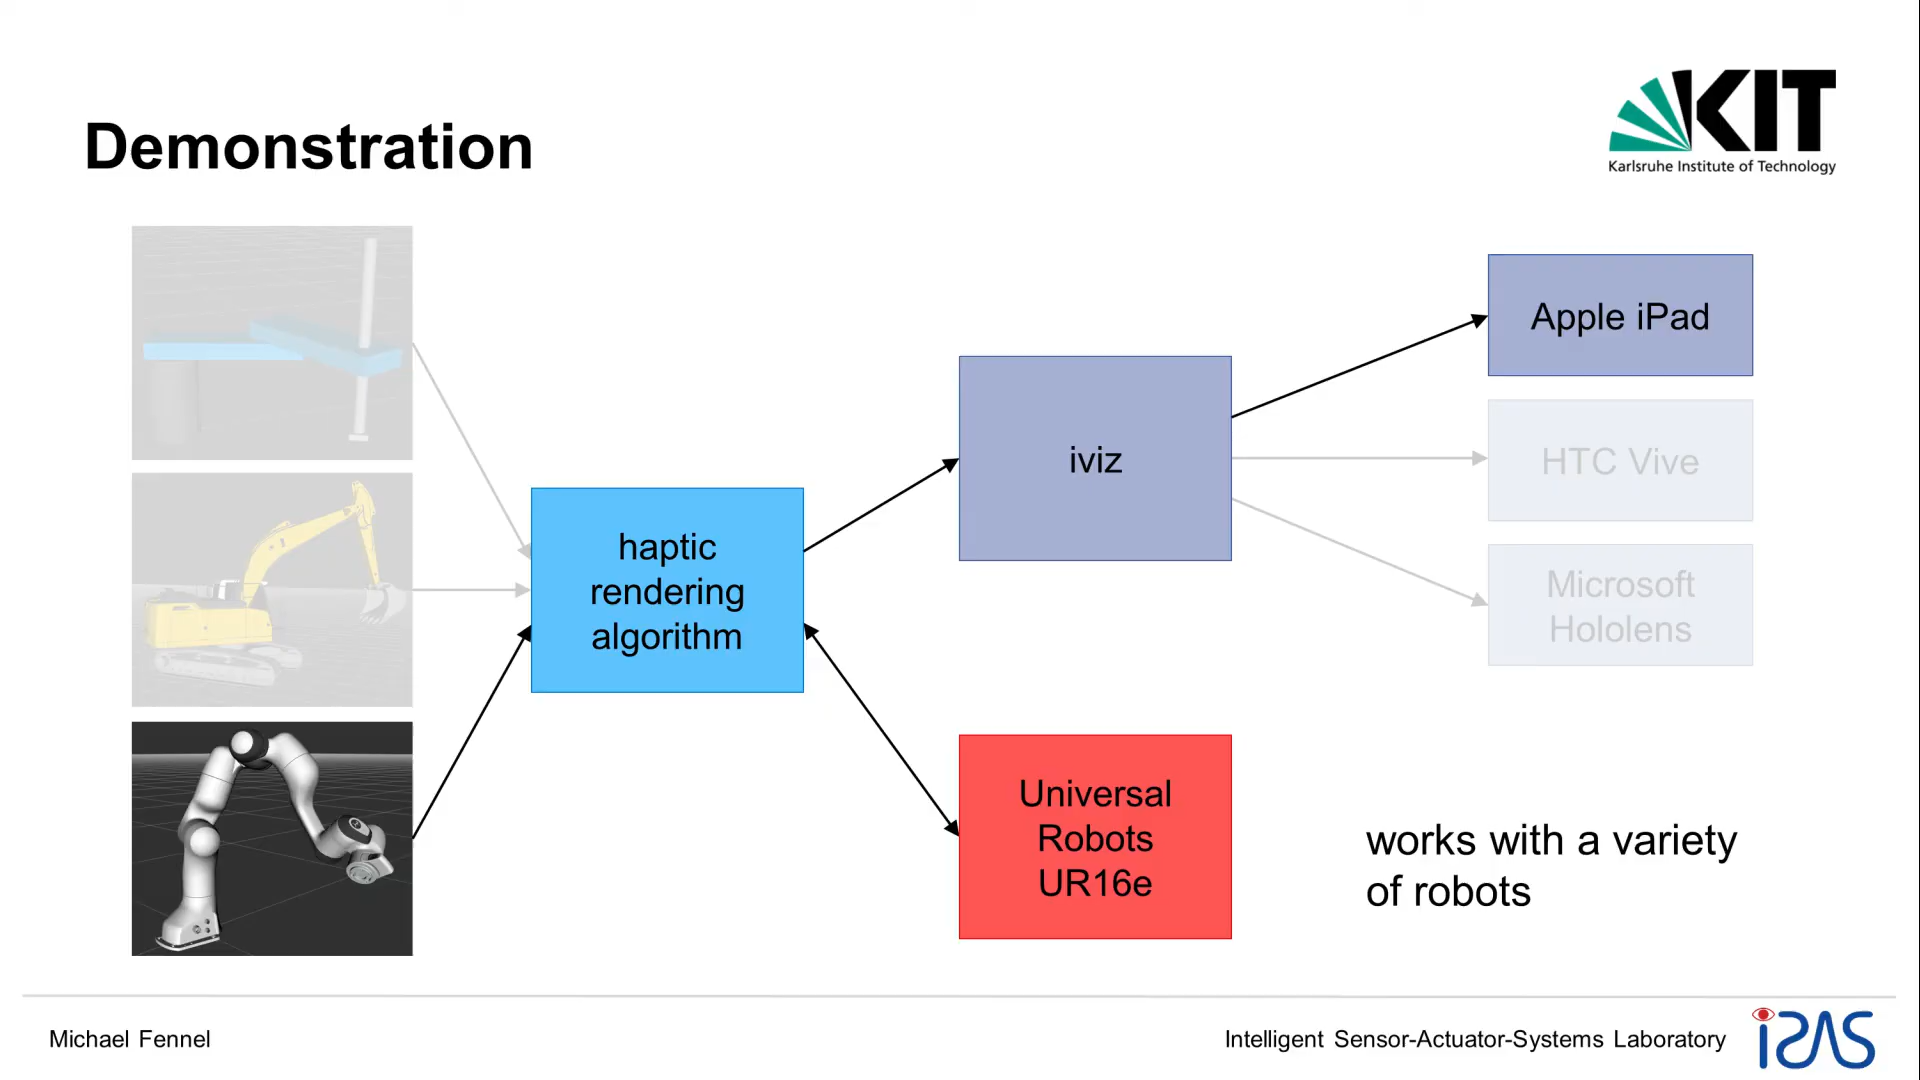 KIT
Karlsruhe Institute of Technology
Demonstration
haptic
rendering
algorithm
iviz
Apple iPad
HTC Vive
Microsoft
Hololens
Universal
Robots
UR16e
works with a variety
of robots
Michael Fennel
Intelligent Sensor-Actuator-Systems Laboratory
ISAS